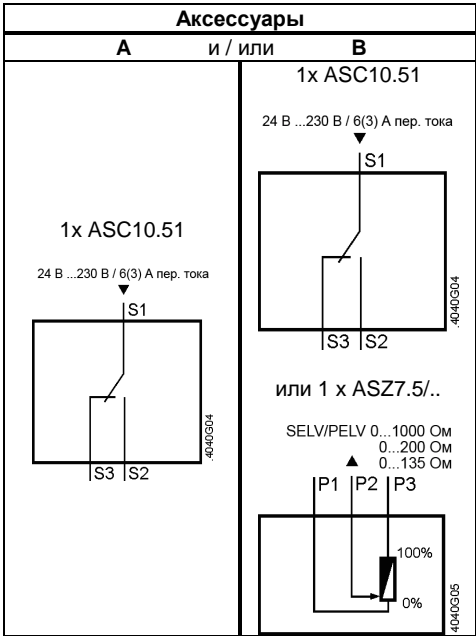 Аксессуары
A и / или B
1x ASC10.51
24 В ...230 В / 6(3) А пер. тока
S1
S3 S2
.4040G04
1x ASC10.51
24 В ...230 В / 6(3) А пер. тока
S1
S3 S2
.4040G04
или 1 x ASZ7.5/..
SELV/PELV 0...1000 Ом
0...200 Ом
0...135 Ом
P1 P2 P3
100%
0%
4040G05